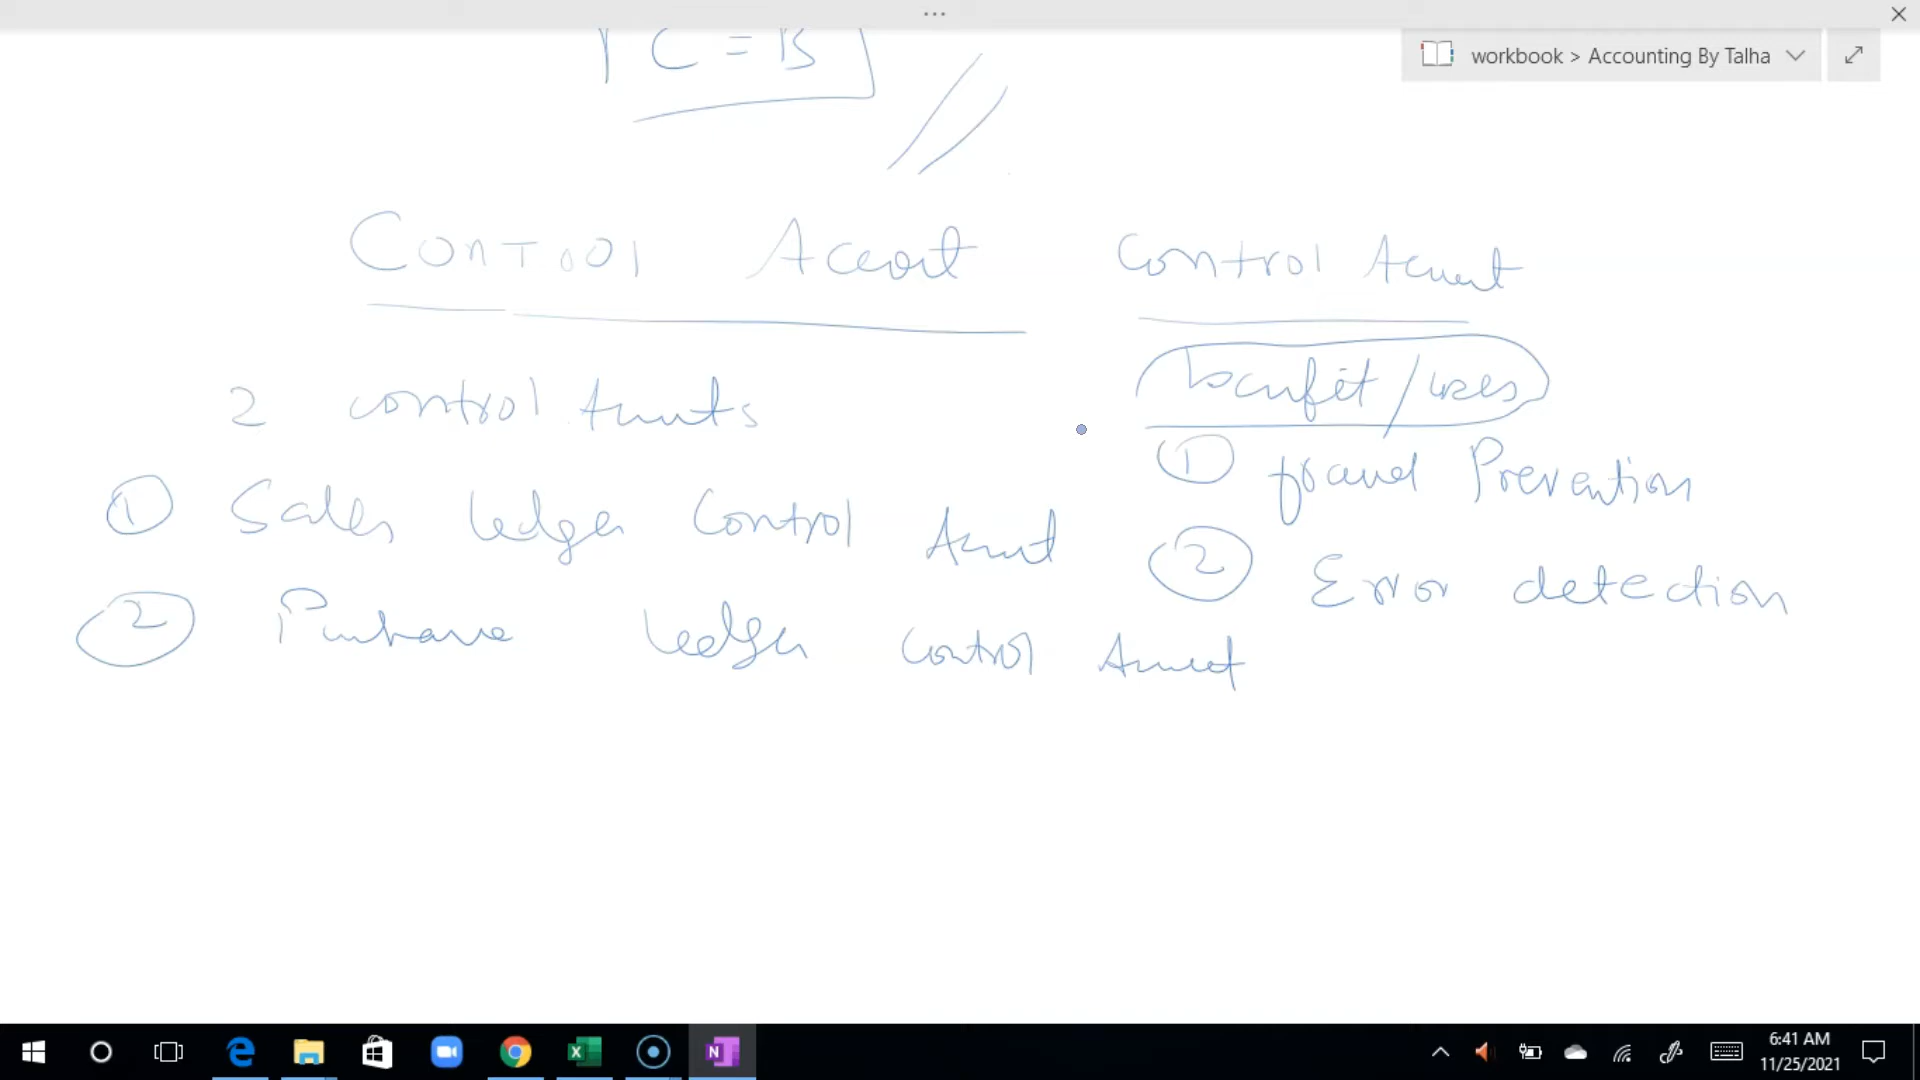 ...
workbook > Accounting By Talha
C = B
Control Account
2 control Accounts
① Sales ledger Control Account
② Purchase ledger control Account
Control Account
benefit / uses
① fraud Prevention
② Error detection
6:41 AM
11/25/2021